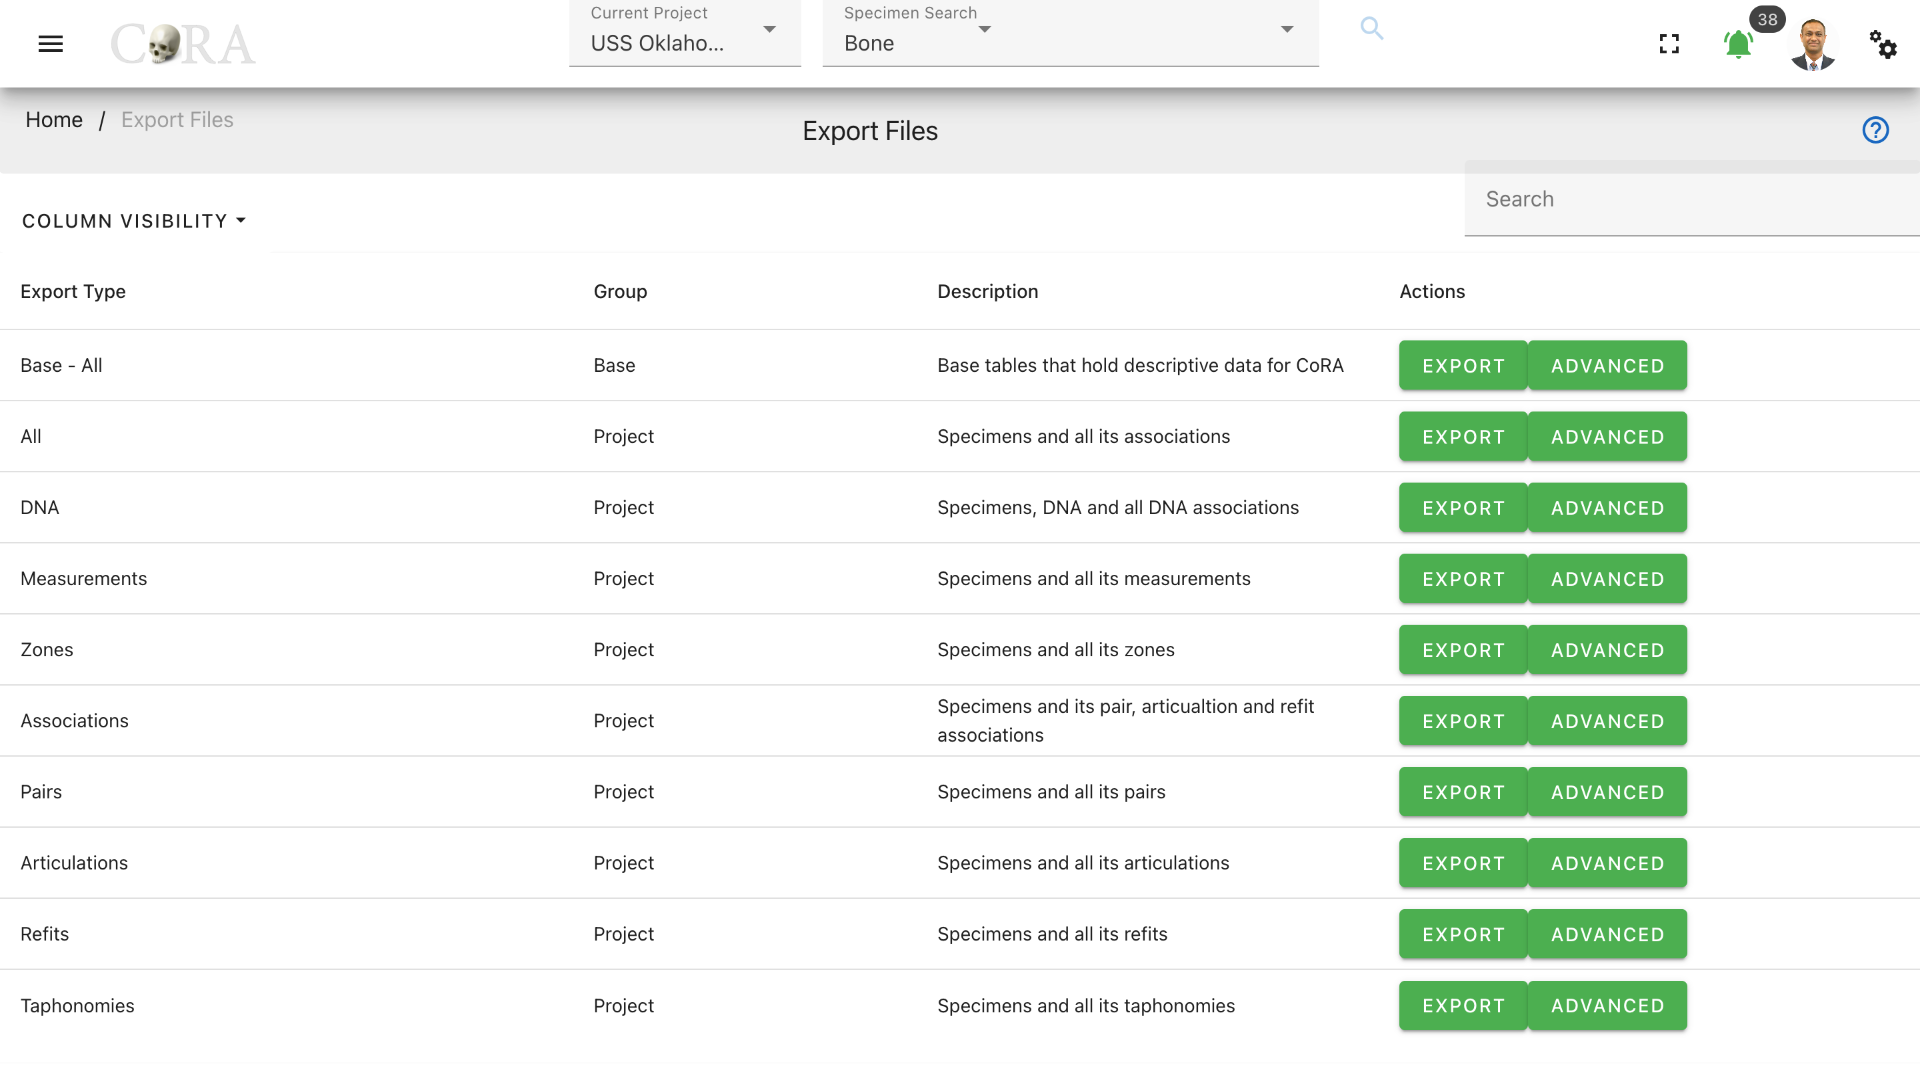 CORA
Current Project
USS Oklaho...
Specimen Search
Bone
38
Home / Export Files
Export Files
COLUMN VISIBILITY
Search
Export Type Group Description Actions
Base - All Base Base tables that hold descriptive data for CoRA EXPORT ADVANCED
All Project Specimens and all its associations EXPORT ADVANCED
DNA Project Specimens, DNA and all DNA associations EXPORT ADVANCED
Measurements Project Specimens and all its measurements EXPORT ADVANCED
Zones Project Specimens and all its zones EXPORT ADVANCED
Associations Project Specimens and its pair, articualtion and refit
associations EXPORT ADVANCED
Pairs Project Specimens and all its pairs EXPORT ADVANCED
Articulations Project Specimens and all its articulations EXPORT ADVANCED
Refits Project Specimens and all its refits EXPORT ADVANCED
Taphonomies Project Specimens and all its taphonomies EXPORT ADVANCED